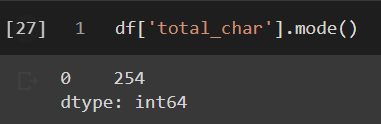 [27] 1 df['total_char'].mode()
0 254
dtype: int64